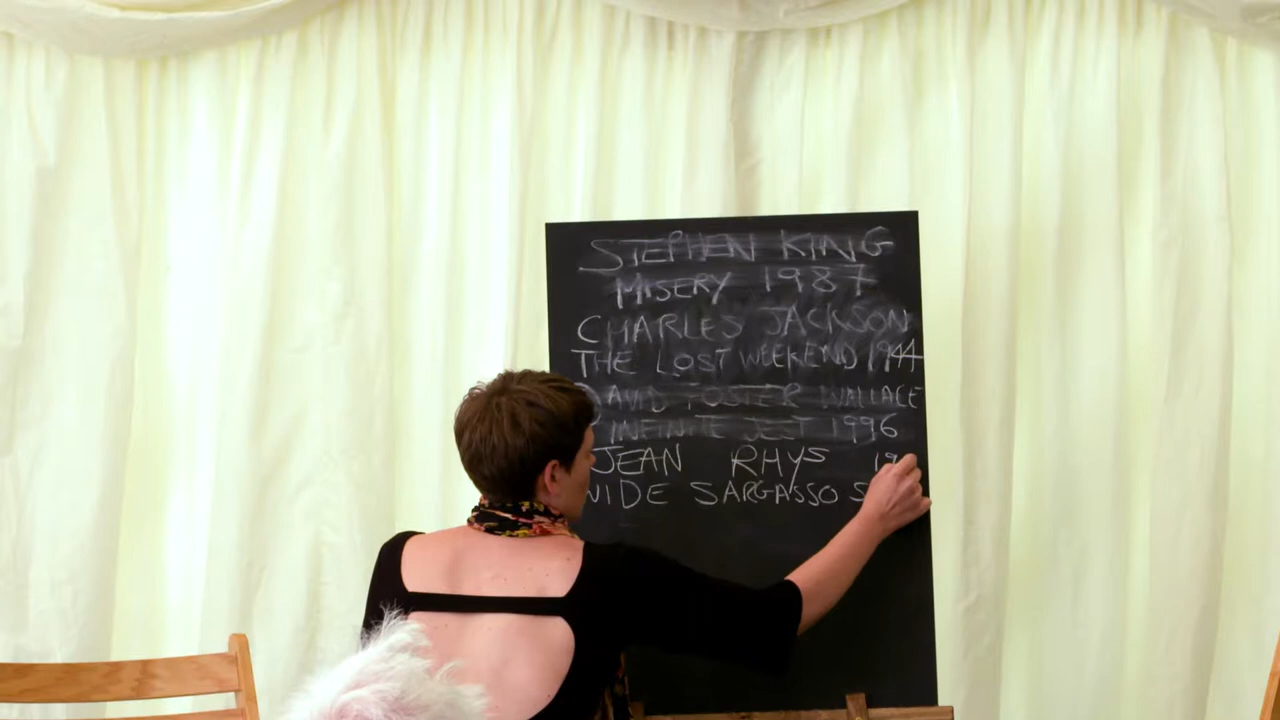 STEPHEN KING
MISERY 1987
CHARLES JACKSON
THE LOST WEEKEND 1944
DAVID FOSTER WALLACE
INFINITE JEST 1996
JEAN RHYS 19
WIDE SARGASSO S